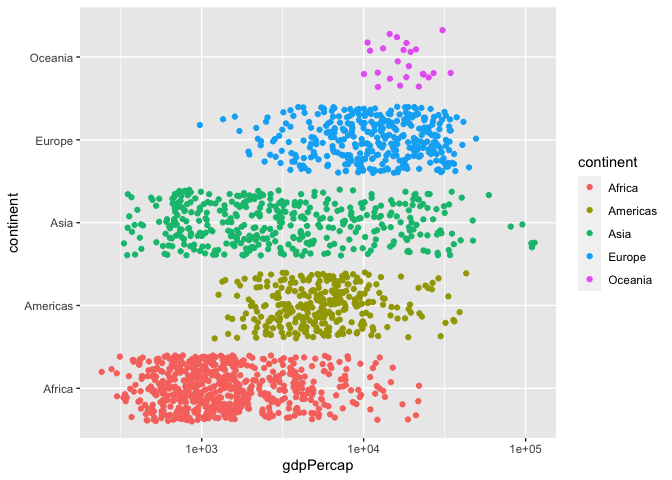 Oceania
Europe
Asia
Americas
Africa
continent
1e+03
1e+04
1e+05
gdpPercap
continent
Africa
Americas
Asia
Europe
Oceania